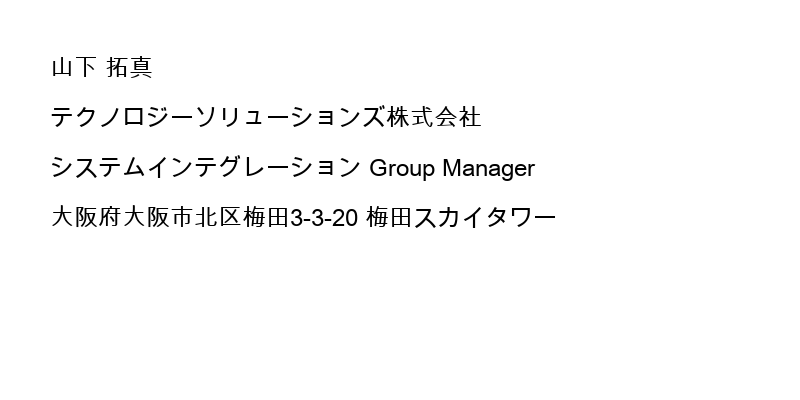 山下 拓真
テクノロジーソリューションズ株式会社
システムインテグレーション Group Manager
大阪府大阪市北区梅田3-3-20 梅田スカイタワー